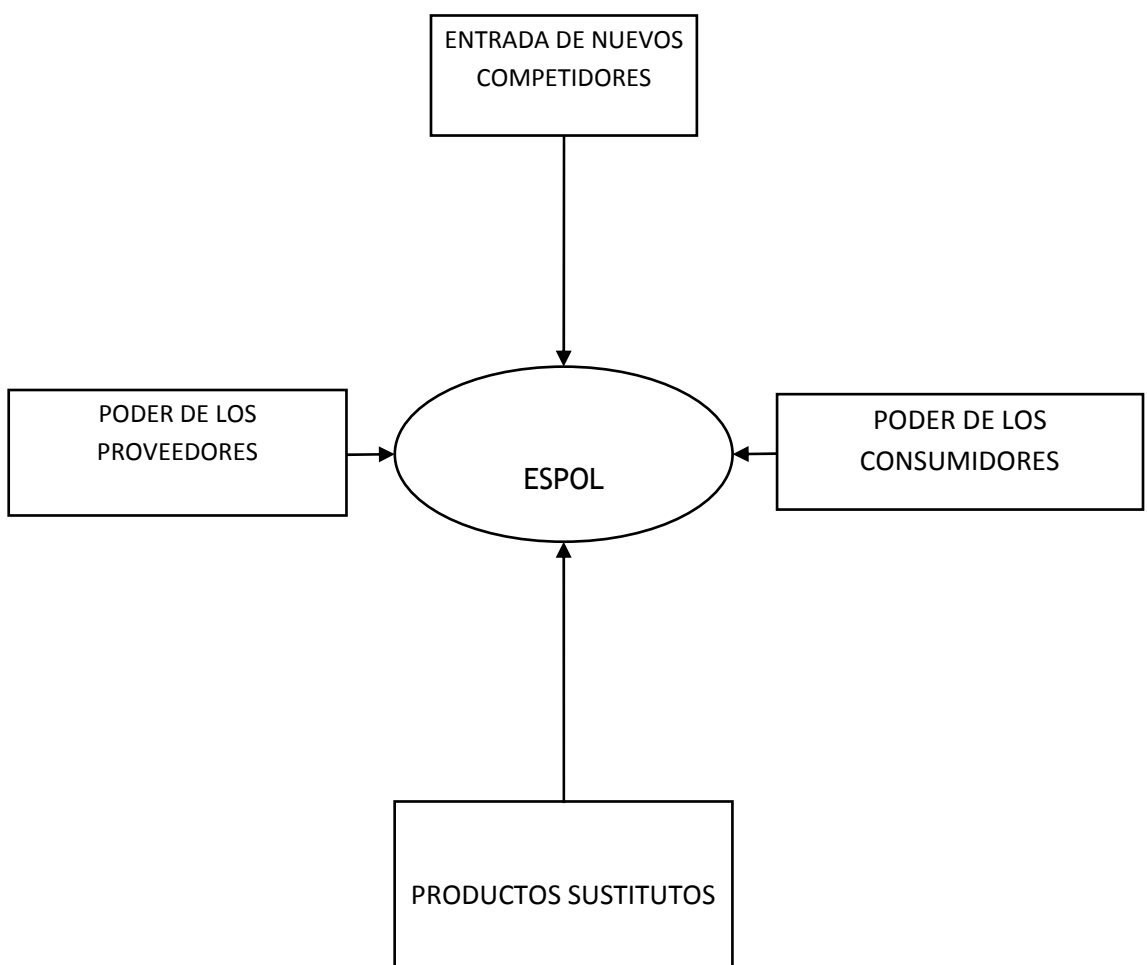 ENTRADA DE NUEVOS
COMPETIDORES
PODER DE LOS
PROVEEDORES
ESPOL
PODER DE LOS
CONSUMIDORES
PRODUCTOS SUSTITUTOS